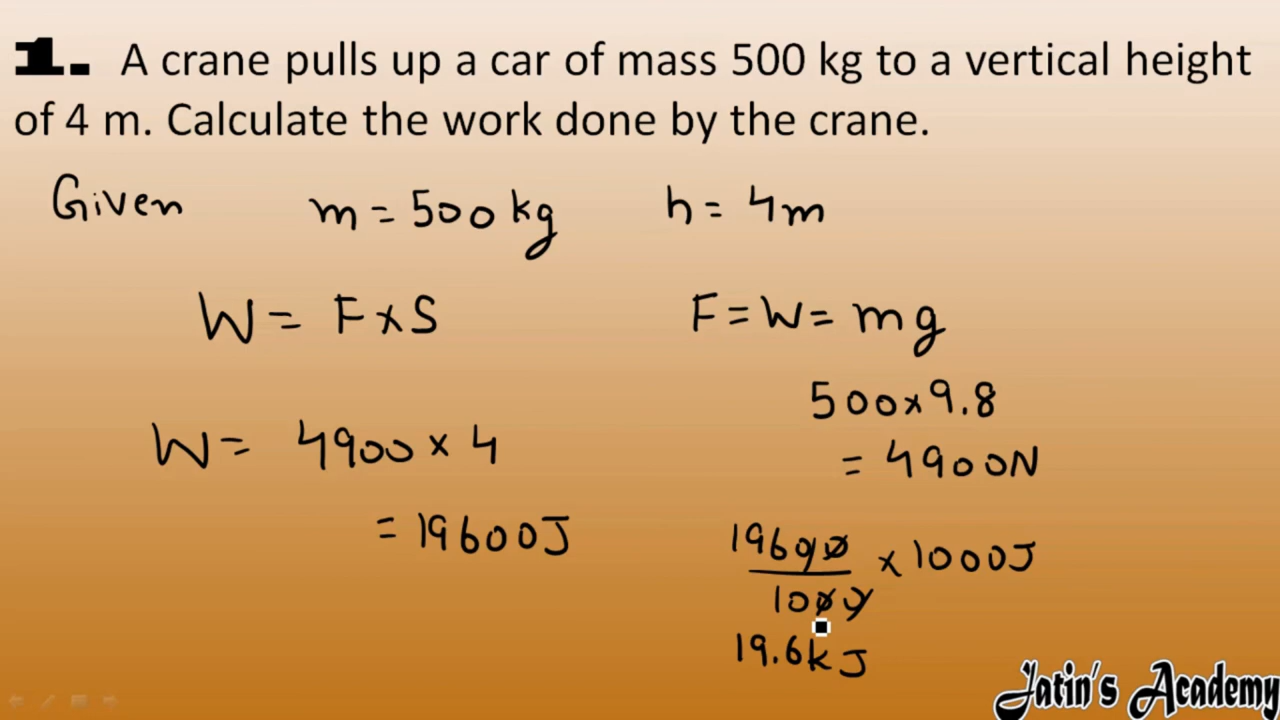 1. A crane pulls up a car of mass 500 kg to a vertical height
of 4 m. Calculate the work done by the crane.
Given m = 500 kg h = 4m
W = F x S F = W = mg
500 x 9.8
W = 4900 x 4 = 4900N
= 19600J
19600/1000 x 1000J
19.6kJ
Jatin's Academy